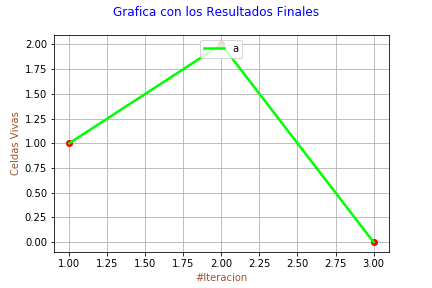 Grafica con los Resultados Finales
a
2.00
1.75
1.50
1.25
1.00
0.75
0.50
0.25
0.00
Celdas Vivas
1.00 1.25 1.50 1.75 2.00 2.25 2.50 2.75 3.00
#Iteracion